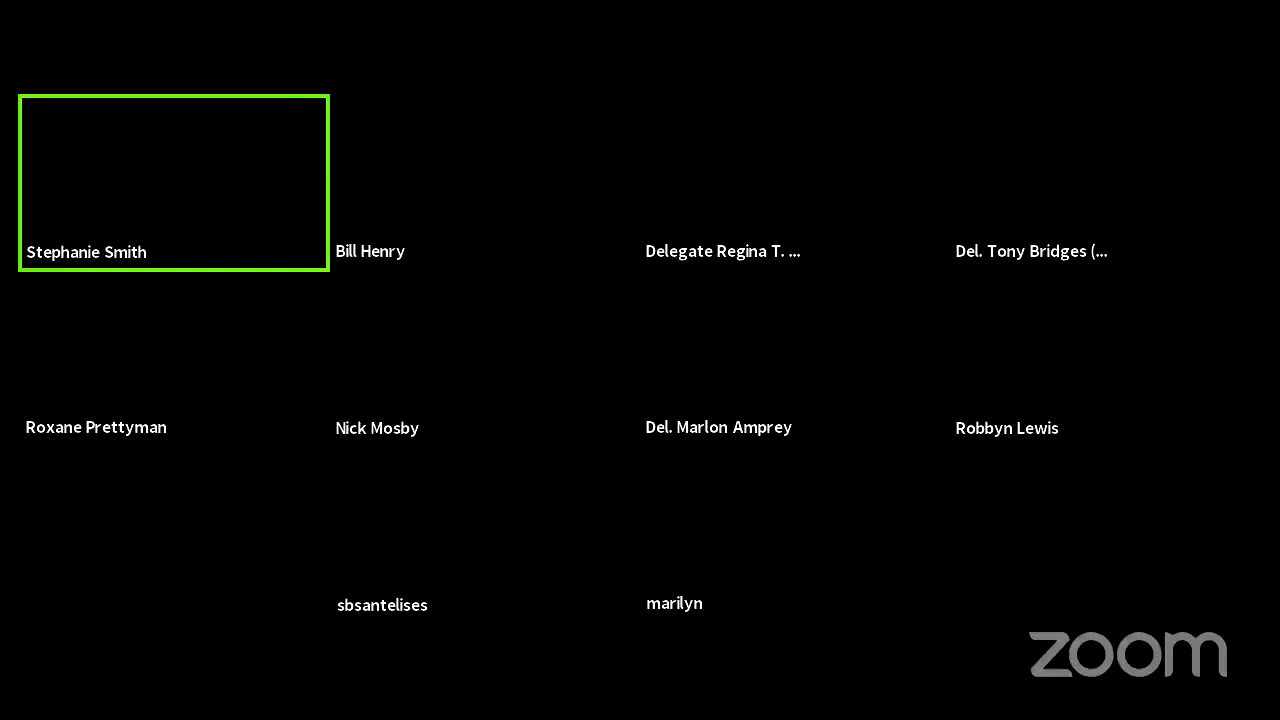 Stephanie Smith
Bill Henry
Delegate Regina T. ...
Del. Tony Bridges (...
Roxane Prettyman
Nick Mosby
Del. Marlon Amprey
Robbyn Lewis
sbsantelises
marilyn
zoom